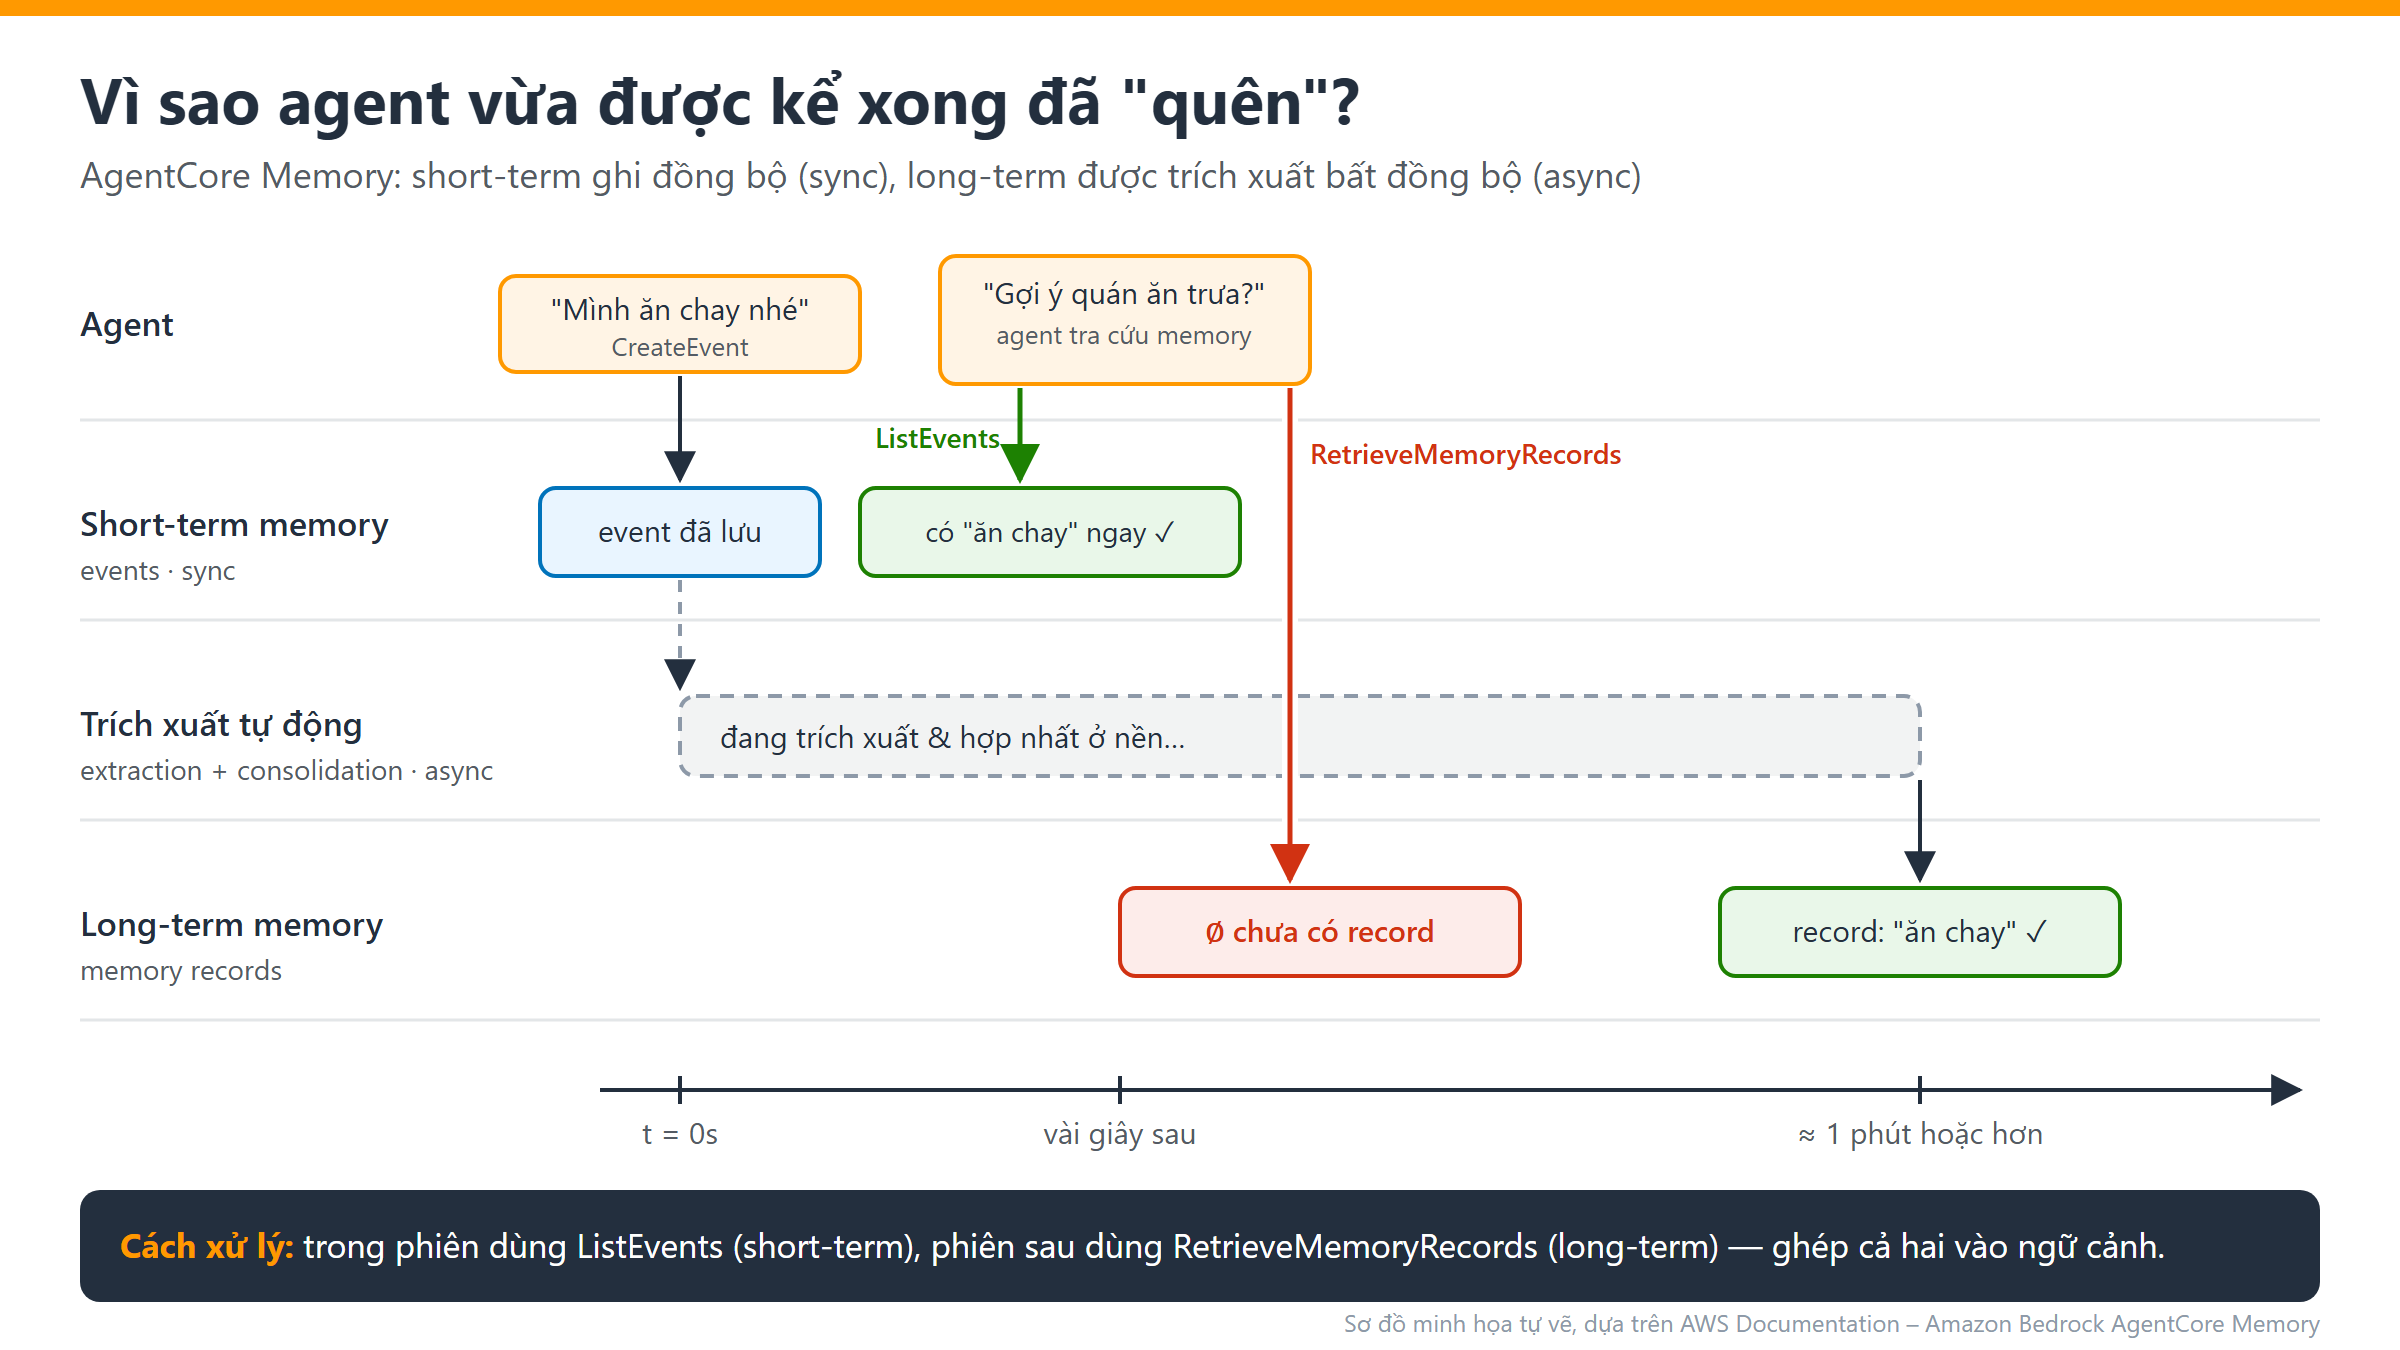 Vì sao agent vừa được kể xong đã "quên"?
AgentCore Memory: short-term ghi đồng bộ (sync), long-term được trích xuất bất đồng bộ (async)
Agent
"Mình ăn chay nhé"
CreateEvent
"Gợi ý quán ăn trưa?"
agent tra cứu memory
ListEvents
RetrieveMemoryRecords
Short-term memory
events · sync
event đã lưu
có "ăn chay" ngay ✓
Trích xuất tự động
extraction + consolidation · async
đang trích xuất & hợp nhất ở nền...
Long-term memory
memory records
Ø chưa có record
record: "ăn chay" ✓
t = 0s
vài giây sau
≈ 1 phút hoặc hơn
Cách xử lý: trong phiên dùng ListEvents (short-term), phiên sau dùng RetrieveMemoryRecords (long-term) — ghép cả hai vào ngữ cảnh.
Sơ đồ minh họa tự vẽ, dựa trên AWS Documentation – Amazon Bedrock AgentCore Memory